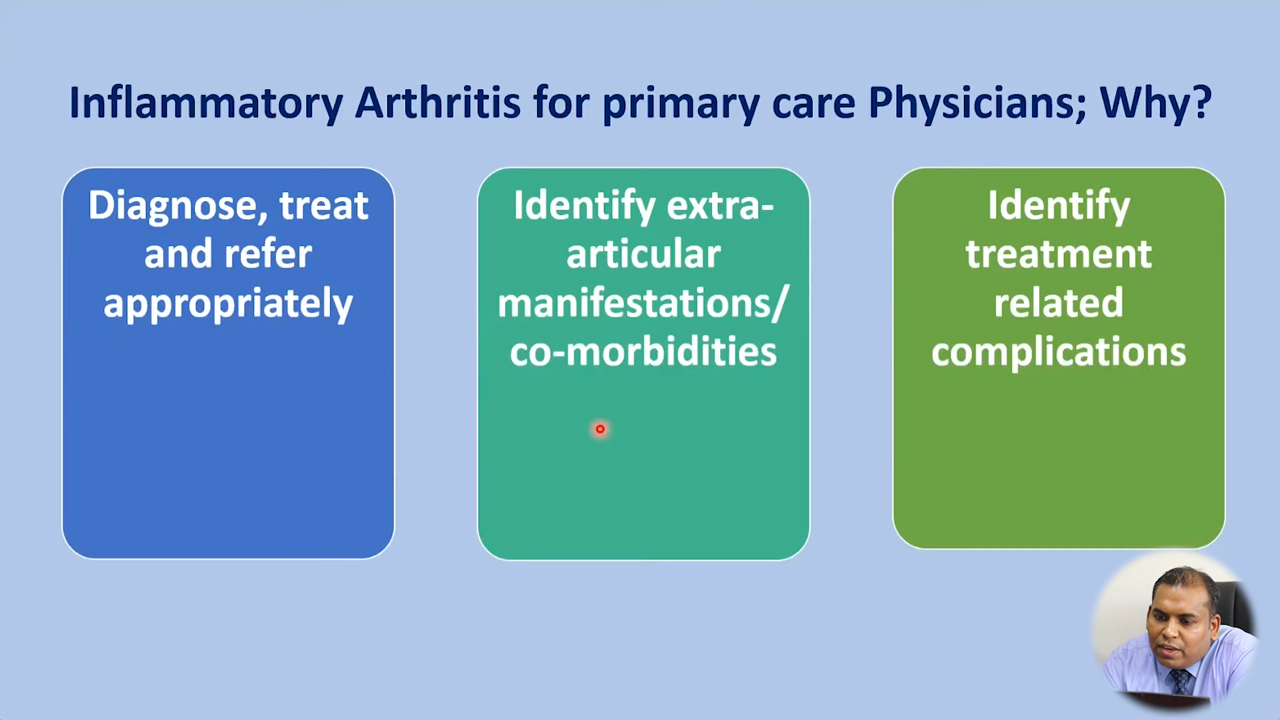 Inflammatory Arthritis for primary care Physicians; Why?
Diagnose, treat
and refer
appropriately
Identify extra-
articular
manifestations/
co-morbidities
Identify
treatment
related
complications